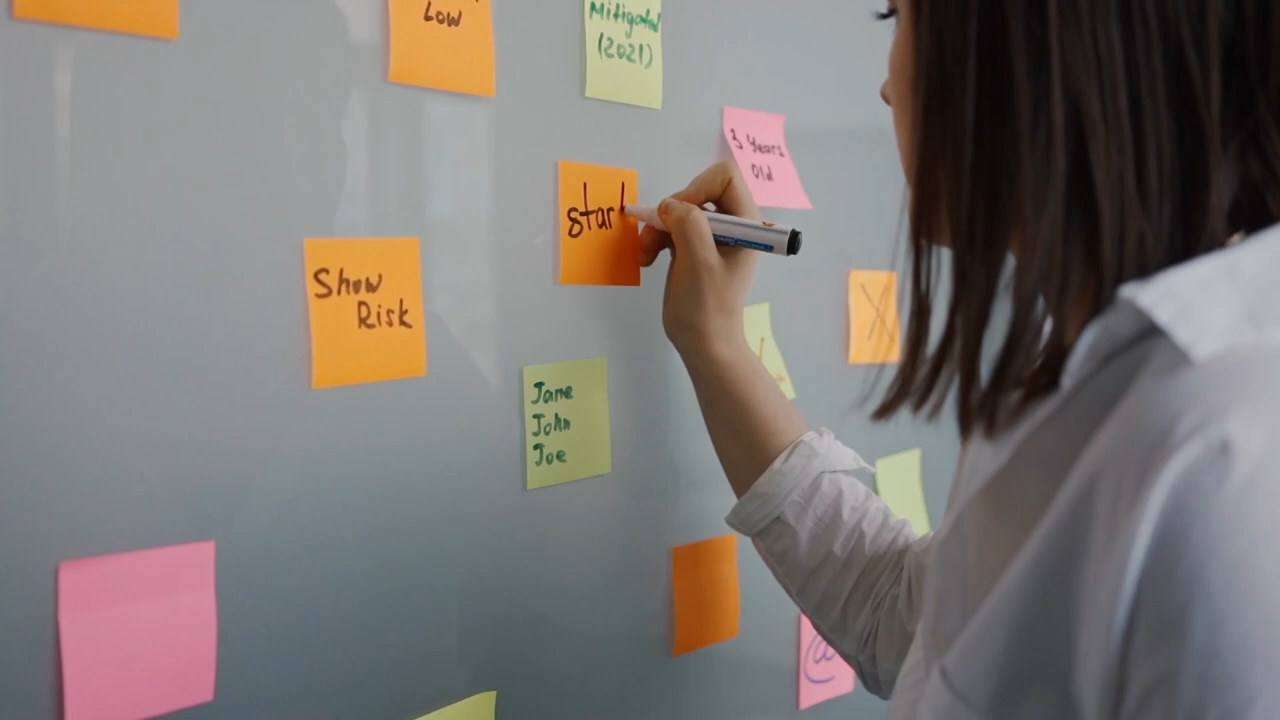 Low
Mitigated
(2021)
3 Years
Old
star
Show
Risk
Jane
John
Joe
X
@